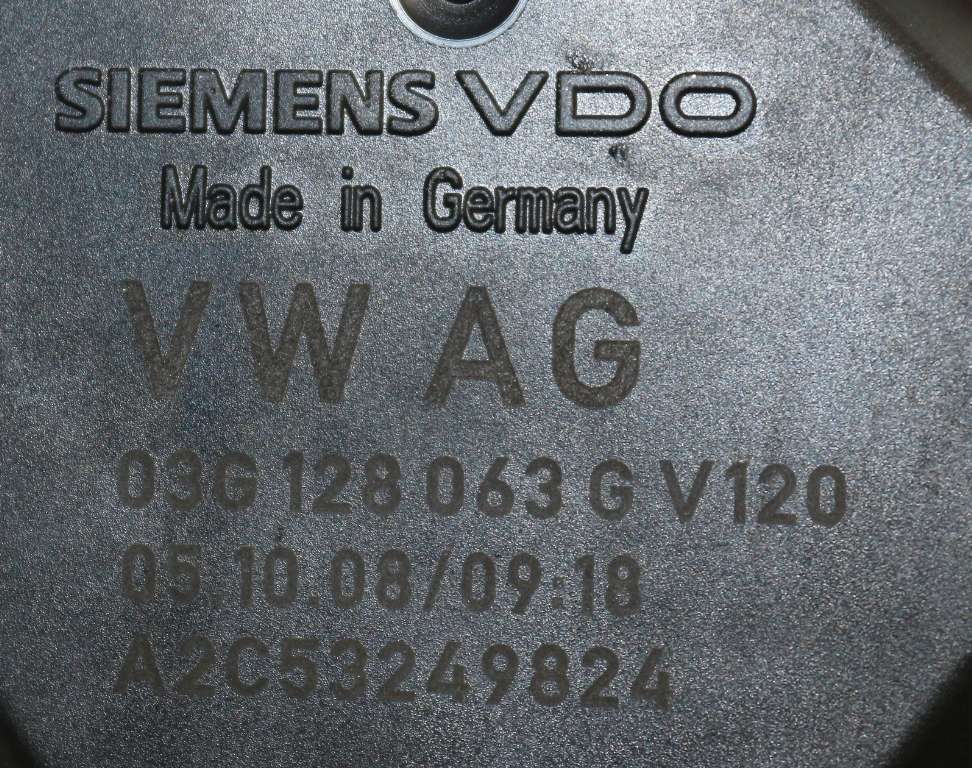 SIEMENS VDO
Made in Germany
VW AG
03G 128 063 G V120
05.10.08/09:18
A2C53249824